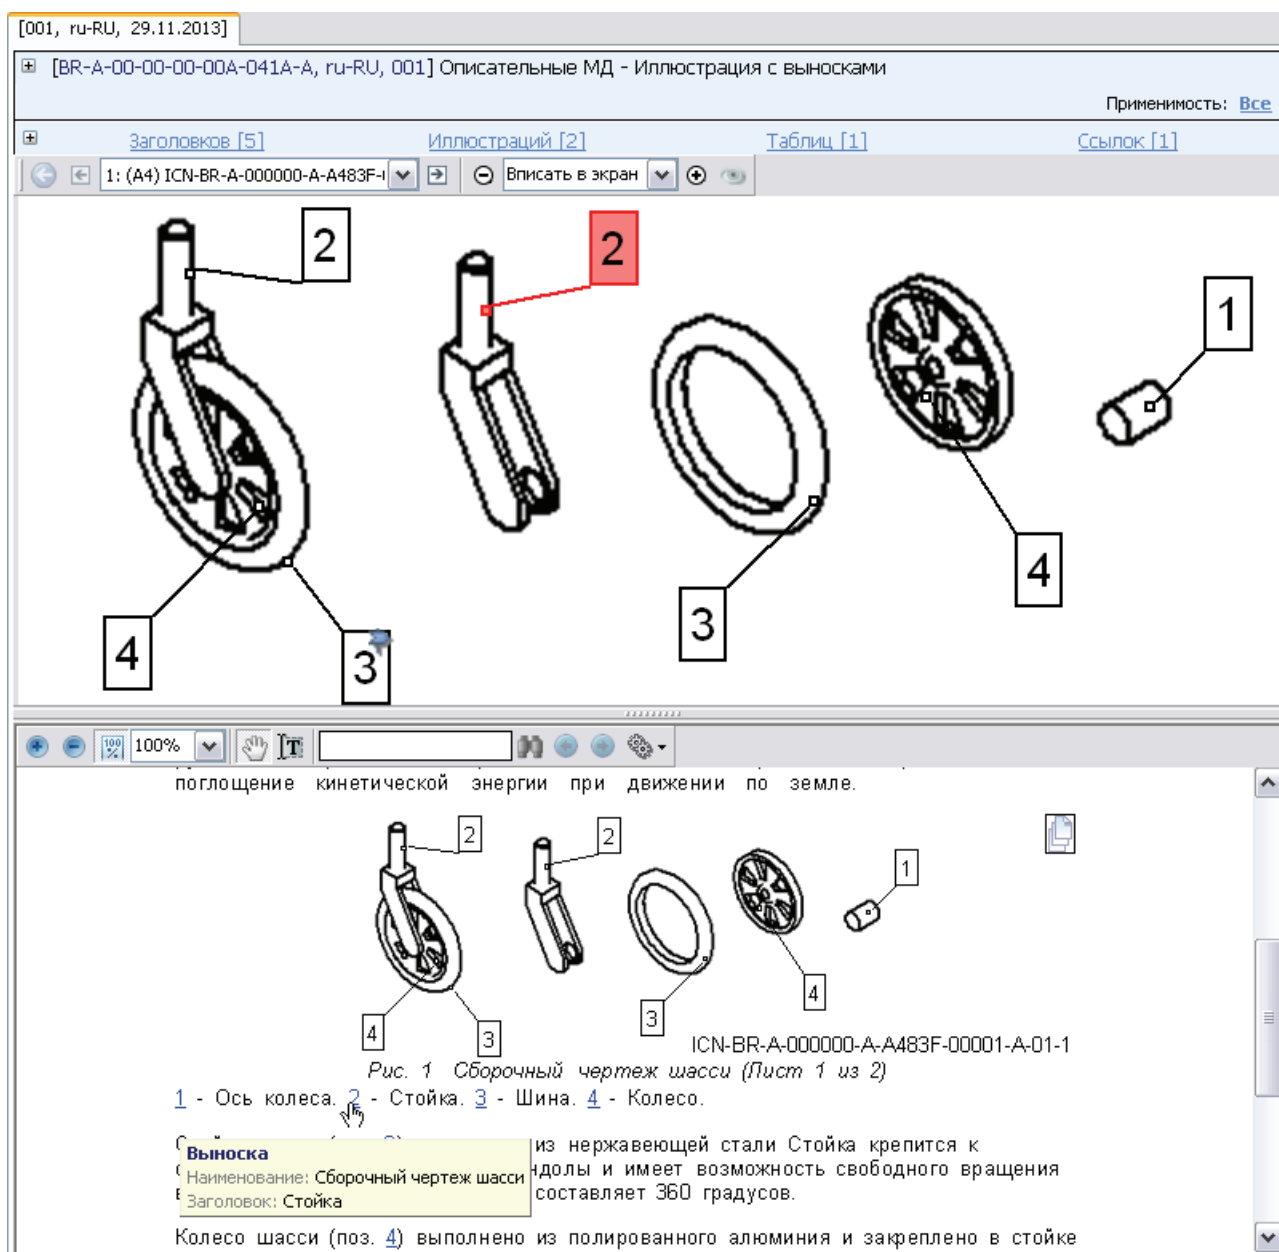 [001, ru-RU, 29.11.2013]
[BR-A-00-00-00-00A-041A-A, ru-RU, 001] Описательные МД - Иллюстрация с выносками
Применимость: Все
Заголовков [5] Иллюстраций [2] Таблиц [1] Ссылок [1]
1: (A4) ICN-BR-A-000000-A-A483F- Вписать в экран
2 2
1
4
3
4 3
100% 100%
поглощение кинетической энергии при движении по земле.
2 2
1
4
3
4 3
ICN-BR-A-000000-A-A483F-00001-A-01-1
Рис. 1 Сборочный чертеж шасси (Лист 1 из 2)
1 - Ось колеса. 2 - Стойка. 3 - Шина. 4 - Колесо.
из нержавеющей стали Стойка крепится к
ндолы и имеет возможность свободного вращения
составляет 360 градусов.
Выноска
Наименование: Сборочный чертеж шасси
Заголовок: Стойка
Колесо шасси (поз. 4) выполнено из полированного алюминия и закреплено в стойке